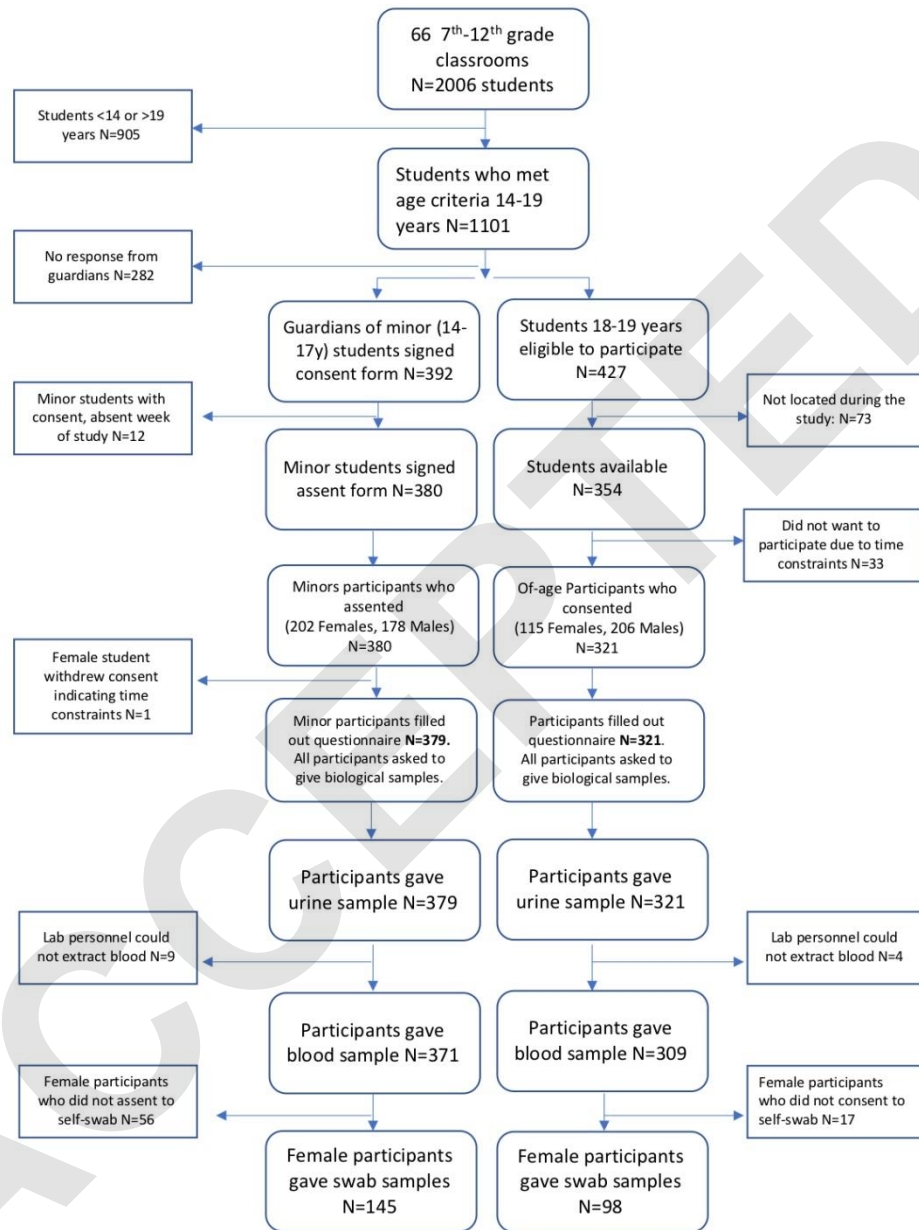 66 7th-12th grade
classrooms
N=2006 students
Students <14 or >19
years N=905
Students who met
age criteria 14-19
years N=1101
No response from
guardians N=282
Guardians of minor (14-
17y) students signed
consent form N=392
Students 18-19 years
eligible to participate
N=427
Minor students with
consent, absent week
of study N=12
Not located during the
study: N=73
Minor students signed
assent form N=380
Students available
N=354
Did not want to
participate due to time
constraints N=33
Minors participants who
assented
(202 Females, 178 Males)
N=380
Of-age Participants who
consented
(115 Females, 206 Males)
N=321
Female student
withdrew consent
indicating time
constraints N=1
Minor participants filled
out questionnaire N=379.
All participants asked to
give biological samples.
Participants filled out
questionnaire N=321.
All participants asked to
give biological samples.
Participants gave
urine sample N=379
Participants gave
urine sample N=321
Lab personnel could
not extract blood N=9
Lab personnel could
not extract blood N=4
Participants gave
blood sample N=371
Participants gave
blood sample N=309
Female participants
who did not assent to
self-swab N=56
Female participants
who did not consent to
self-swab N=17
Female participants
gave swab samples
N=145
Female participants
gave swab samples
N=98
ACCEPTED